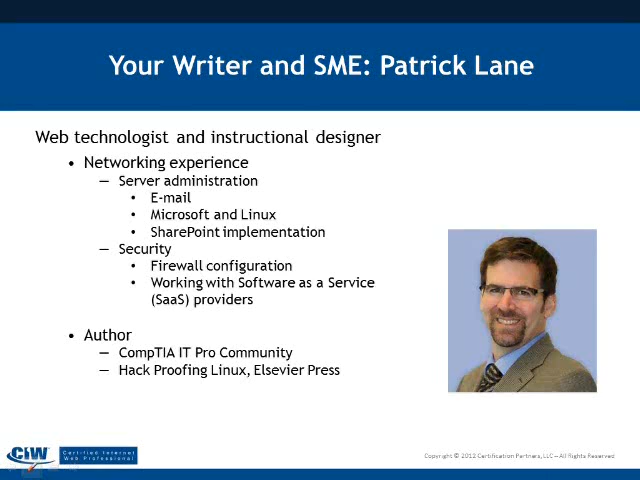 Your Writer and SME: Patrick Lane
Web technologist and instructional designer
• Networking experience
— Server administration
• E-mail
• Microsoft and Linux
• SharePoint implementation
— Security
• Firewall configuration
• Working with Software as a Service
(SaaS) providers
• Author
— CompTIA IT Pro Community
— Hack Proofing Linux, Elsevier Press
CIW
Certified Internet
Web Professional
Copyright © 2012 Certification Partners, LLC — All Rights Reserved